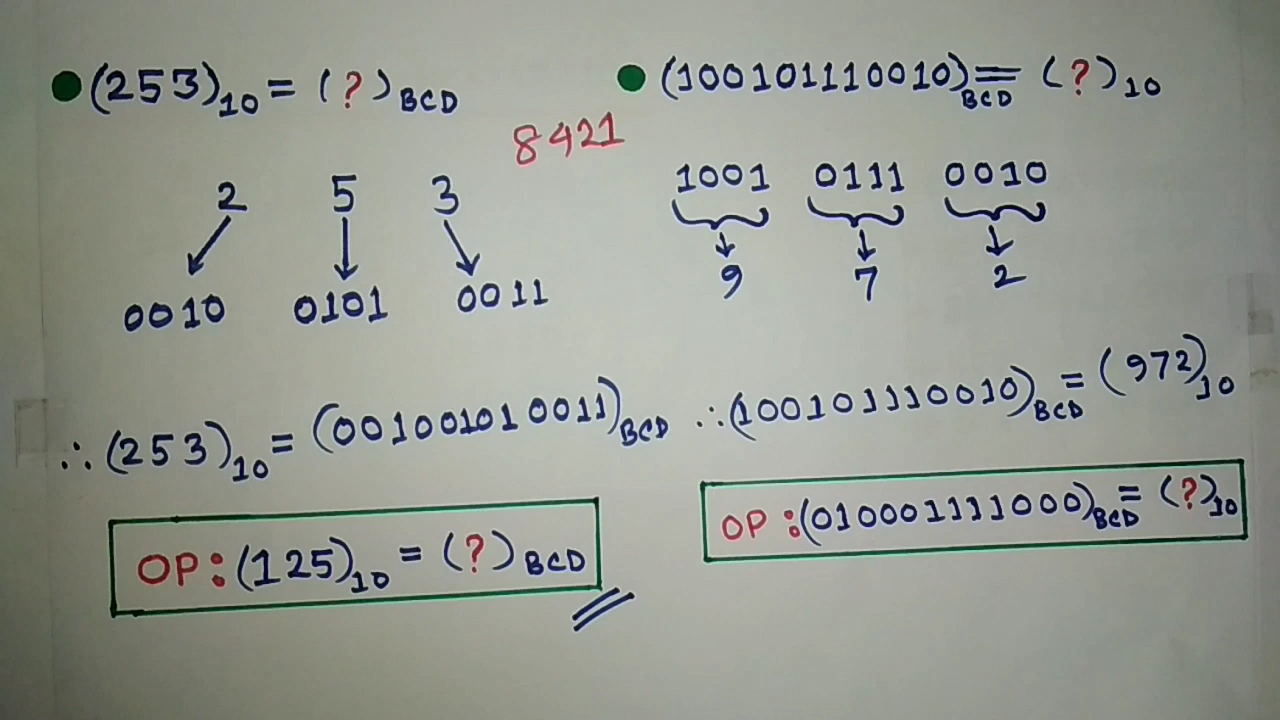 (253)10 = (?)BCD
8421
2 5 3
0010 0101 0011
∴(253)10 = (001001010011)BCD
OP:(125)10 = (?)BCD
(100101110010)BCD = (?)10
1001 0111 0010
9 7 2
∴(100101110010)BCD = (972)10
OP:(010001111000)BCD = (?)10